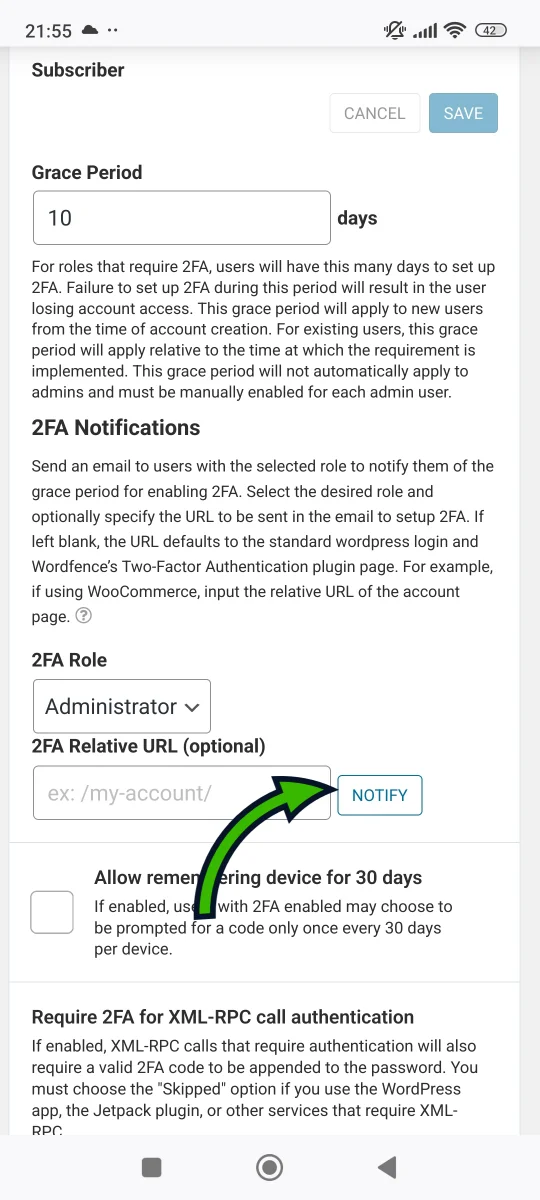 21:55
42
Subscriber
CANCEL
SAVE
Grace Period
10
days
For roles that require 2FA, users will have this many days to set up
2FA. Failure to set up 2FA during this period will result in the user
losing account access. This grace period will apply to new users
from the time of account creation. For existing users, this grace
period will apply relative to the time at which the requirement is
implemented. This grace period will not automatically apply to
admins and must be manually enabled for each admin user.
2FA Notifications
Send an email to users with the selected role to notify them of the
grace period for enabling 2FA. Select the desired role and
optionally specify the URL to be sent in the email to setup 2FA. If
left blank, the URL defaults to the standard wordpress login and
Wordfence's Two-Factor Authentication plugin page. For example,
if using WooCommerce, input the relative URL of the account
page. ?
2FA Role
Administrator
2FA Relative URL (optional)
ex: /my-account/
NOTIFY
Allow remembering device for 30 days
If enabled, users with 2FA enabled may choose to
be prompted for a code only once every 30 days
per device.
Require 2FA for XML-RPC call authentication
If enabled, XML-RPC calls that require authentication will also
require a valid 2FA code to be appended to the password. You
must choose the "Skipped" option if you use the WordPress
app, the Jetpack plugin, or other services that require XML-
RPC